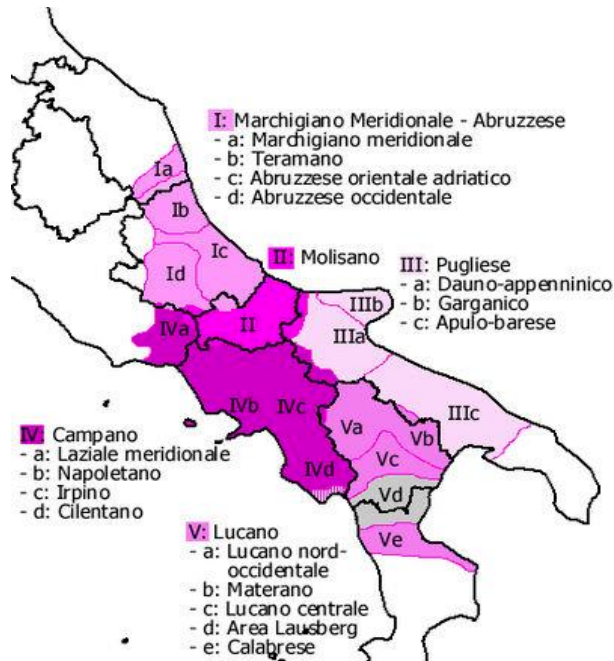 I: Marchigiano Meridionale - Abruzzese
- a: Marchigiano meridionale
- b: Teramano
- c: Abruzzese orientale adriatico
- d: Abruzzese occidentale
Ia
Ib
Ic
Id
II: Molisano
III: Pugliese
- a: Dauno-appenninico
- b: Garganico
- c: Apulo-barese
IIIb
IVa
II
IIIa
IVb
IVc
IIIc
Va
Vb
Vc
IVd
Vd
Ve
IV: Campano
- a: Laziale meridionale
- b: Napoletano
- c: Irpino
- d: Cilentano
V: Lucano
- a: Lucano nord-
occidentale
- b: Materano
- c: Lucano centrale
- d: Area Lausberg
- e: Calabrese